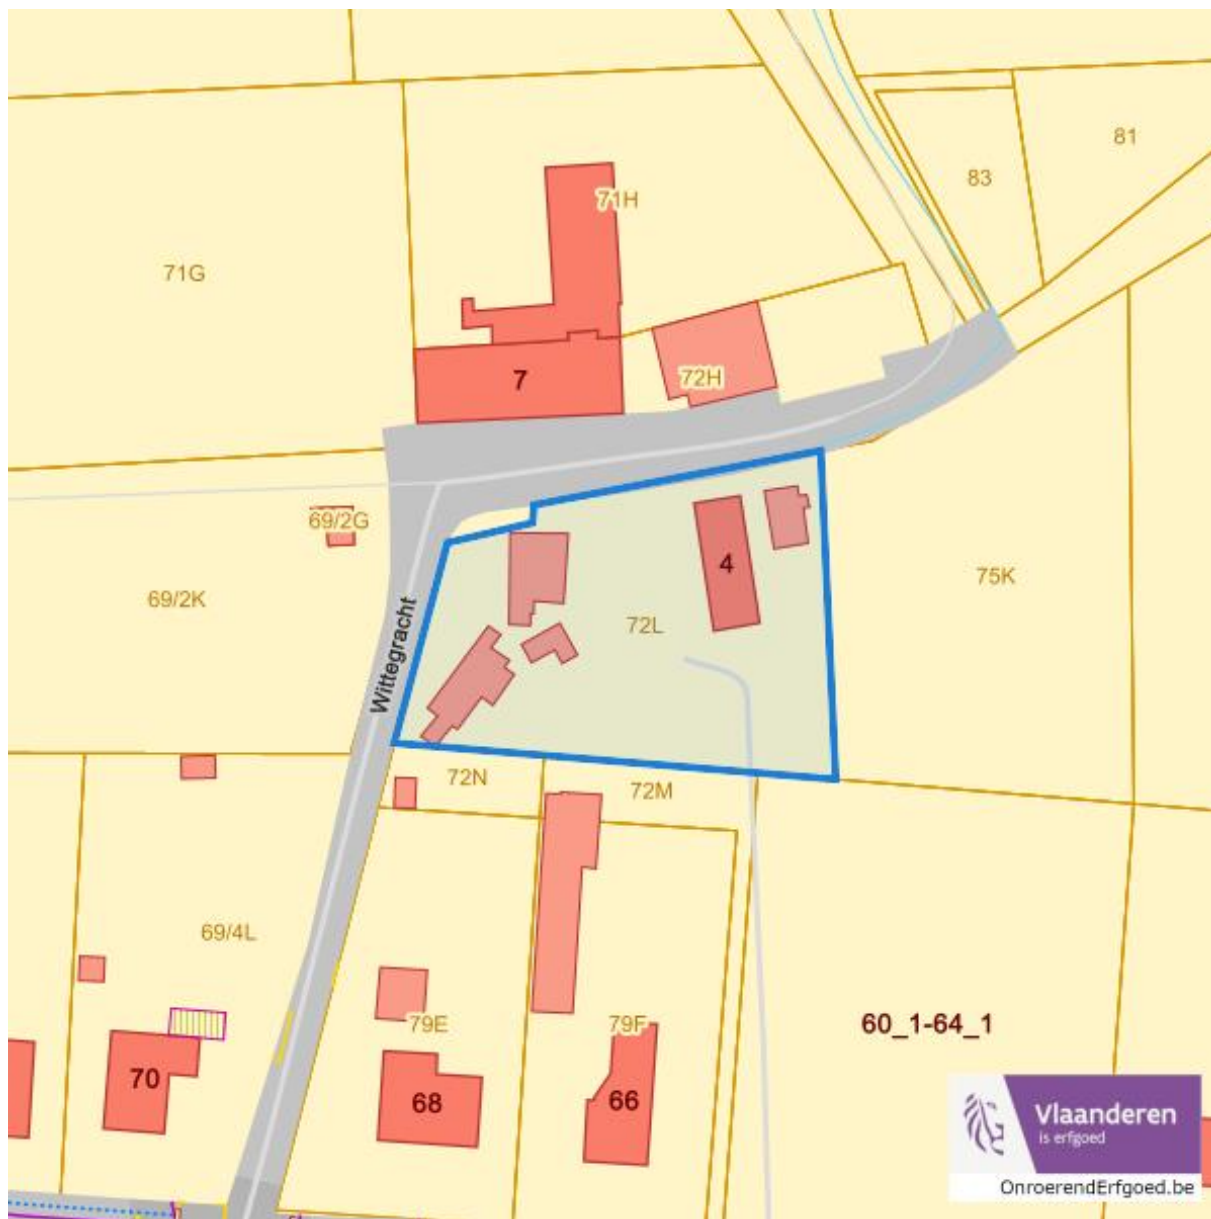 81
83
71H
71G
7
72H
69/2G
4
75K
69/2K
72L
Wittegracht
72N
72M
69/4L
79E
79F
60_1-64_1
70
68
66
Vlaanderen
is erfgoed
OnroerendErfgoed.be